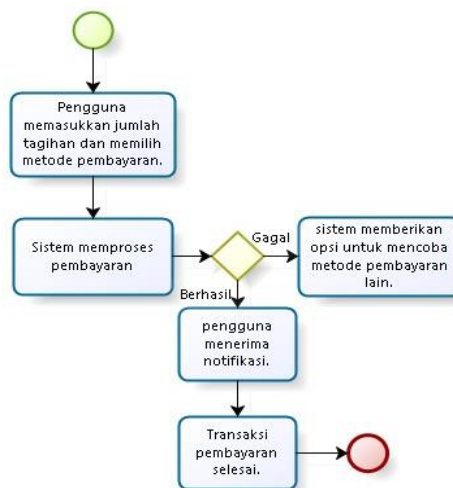 Pengguna
memasukkan jumlah
tagihan dan memilih
metode pembayaran.
Sistem memproses
pembayaran
Gagal
sistem memberikan
opsi untuk mencoba
metode pembayaran
lain.
Berhasil
pengguna
menerima
notifikasi.
Transaksi
pembayaran
selesai.